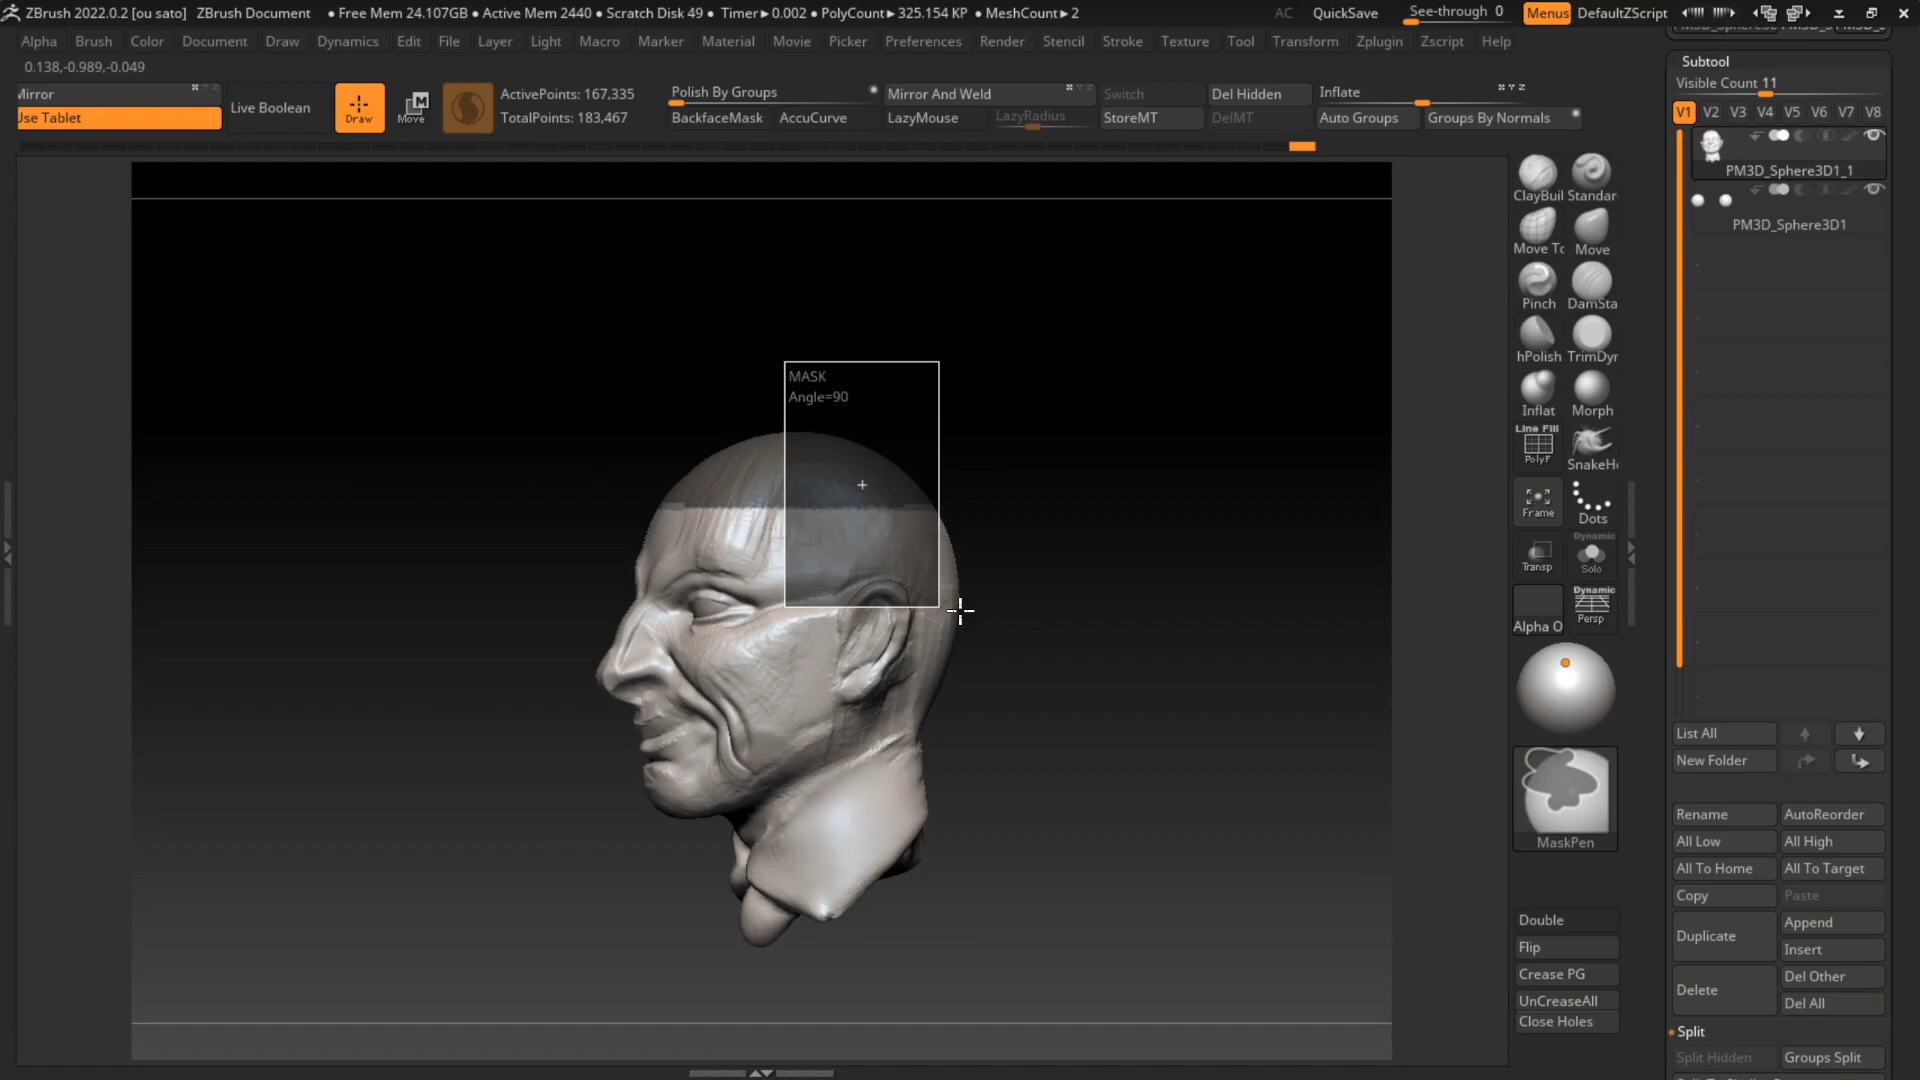 ZBrush 2022.0.2 [ou sato] ZBrush Document • Free Mem 24.107GB • Active Mem 2440 • Scratch Disk 49 • Timer▸0.002 • PolyCount▸325.154 KP • MeshCount▸2 AC QuickSave See-through 0 Menus DefaultZScript
Alpha Brush Color Document Draw Dynamics Edit File Layer Light Macro Marker Material Movie Picker Preferences Render Stencil Stroke Texture Tool Transform Zplugin Zscript Help
0.138,-0.989,-0.049
Mirror
Use Tablet
Live Boolean
Draw
M
Move
ActivePoints: 167,335
TotalPoints: 183,467
Polish By Groups
BackfaceMask AccuCurve
Mirror And Weld
LazyMouse LazyRadius
Switch Del Hidden
StoreMT DelMT
Inflate
Auto Groups Groups By Normals
MASK
Angle=90
ClayBuil Standar
Move To Move
Pinch DamSta
hPolish TrimDyr
Inflat Morph
Line Fill
PolyF SnakeH
Frame Dots
Dynamic
Transp Solo
Dynamic
Alpha O Persp
MaskPen
Double
Flip
Crease PG
UnCreaseAll
Close Holes
Subtool
Visible Count 11
V1 V2 V3 V4 V5 V6 V7 V8
PM3D_Sphere3D1_1
PM3D_Sphere3D1
List All
New Folder
Rename AutoReorder
All Low All High
All To Home All To Target
Copy Paste
Duplicate Append
Insert
Delete Del Other
Del All
Split
Split Hidden Groups Split